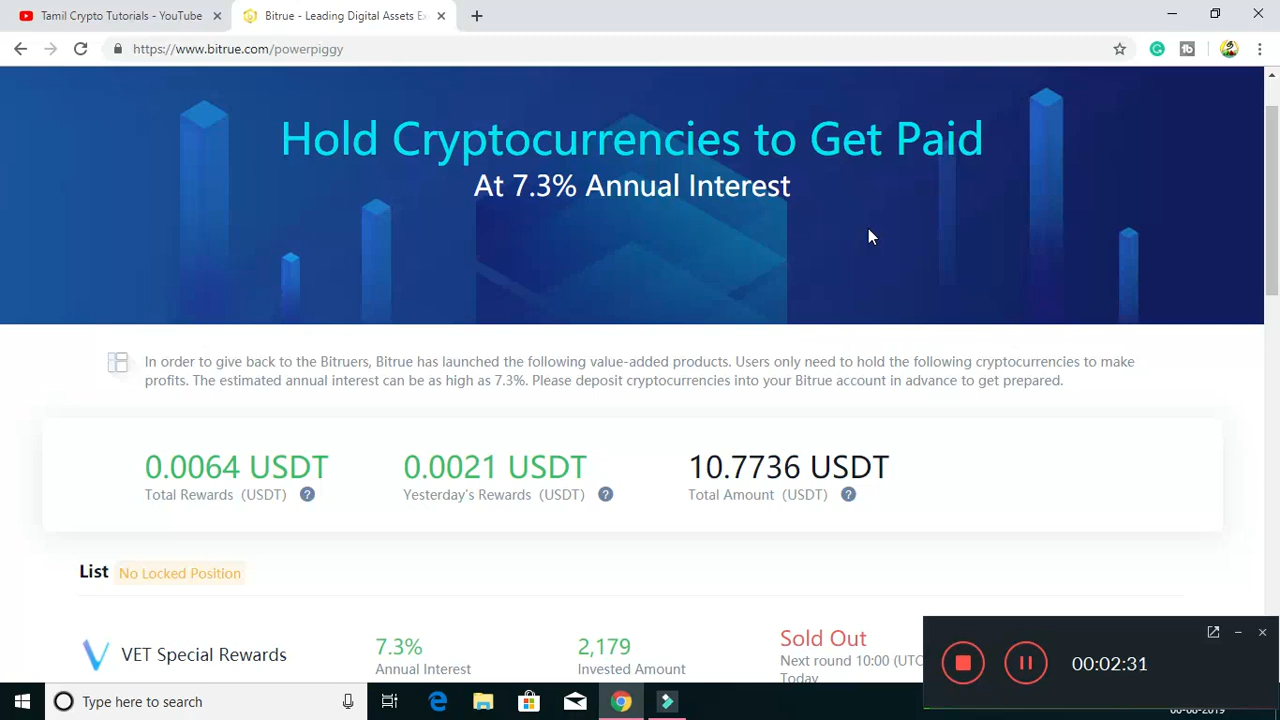 Tamil Crypto Tutorials - YouTube
Bitrue - Leading Digital Assets Ex
https://www.bitrue.com/powerpiggy
Hold Cryptocurrencies to Get Paid
At 7.3% Annual Interest
In order to give back to the Bitruers, Bitrue has launched the following value-added products. Users only need to hold the following cryptocurrencies to make
profits. The estimated annual interest can be as high as 7.3%. Please deposit cryptocurrencies into your Bitrue account in advance to get prepared.
0.0064 USDT 0.0021 USDT 10.7736 USDT
Total Rewards (USDT) ? Yesterday's Rewards (USDT) ? Total Amount (USDT) ?
List No Locked Position
VET Special Rewards 7.3% 2,179 Sold Out
Annual Interest Invested Amount Next round 10:00 (UTC
Today
00:02:31
Type here to search